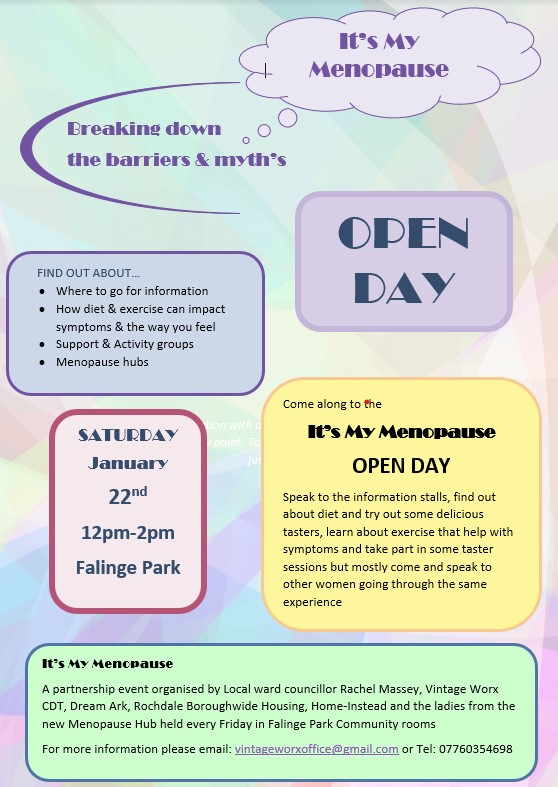 It's My
Menopause
Breaking down
the barriers & myth's
OPEN
DAY
FIND OUT ABOUT...
• Where to go for information
• How diet & exercise can impact
symptoms & the way you feel
• Support & Activity groups
• Menopause hubs
SATURDAY
January
22nd
12pm-2pm
Falinge Park
tion with a
point. To
jus
Come along to the
It's My Menopause
OPEN DAY
Speak to the information stalls, find out
about diet and try out some delicious
tasters, learn about exercise that help with
symptoms and take part in some taster
sessions but mostly come and speak to
other women going through the same
experience
It's My Menopause
A partnership event organised by Local ward councillor Rachel Massey, Vintage Worx
CDT, Dream Ark, Rochdale Boroughwide Housing, Home-Instead and the ladies from the
new Menopause Hub held every Friday in Falinge Park Community rooms
For more information please email: vintageworxoffice@gmail.com or Tel: 07760354698